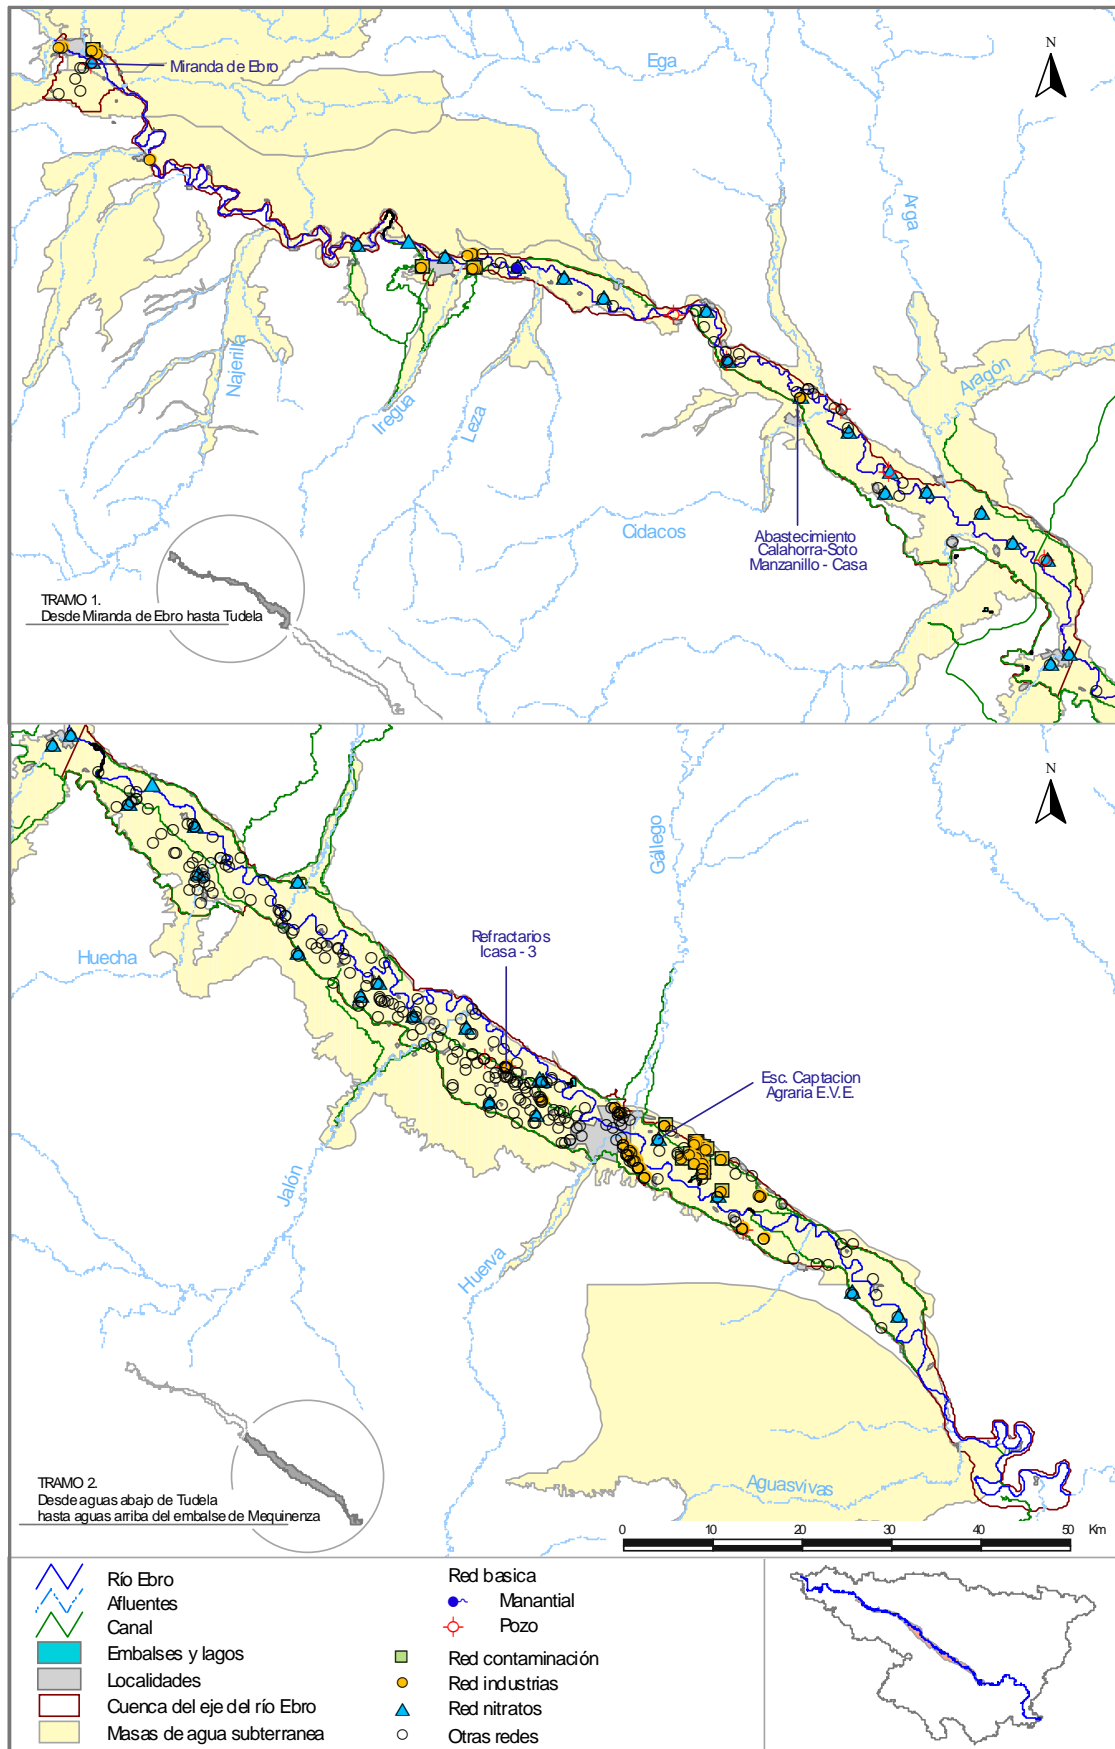 N
Miranda de Ebro
Ega
Arga
Najerilla
Iregua
Leza
Aragón
Cidacos
Abastecimiento
Calahorra-Soto
Manzanillo - Casa
TRAMO 1.
Desde Miranda de Ebro hasta Tudela
N
Gállego
Huecha
Refractarios
Icasa - 3
Esc. Captacion
Agraria E.V.E.
Jalón
Huerva
Aguasvivas
TRAMO 2.
Desde aguas abajo de Tudela
hasta aguas arriba del embalse de Mequinenza
0 10 20 30 40 50 Km
Río Ebro
Afluentes
Canal
Embalses y lagos
Localidades
Cuenca del eje del río Ebro
Masas de agua subterranea
Red basica
Manantial
Pozo
Red contaminación
Red industrias
Red nitratos
Otras redes